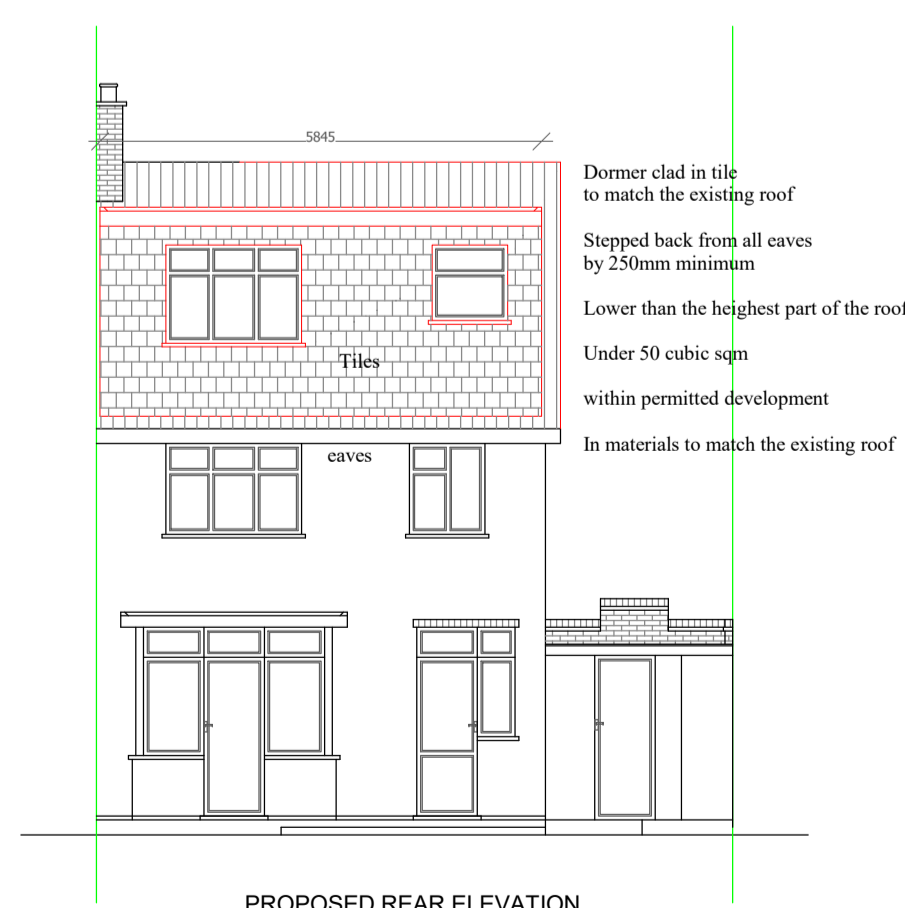 5845
Dormer clad in tile
to match the existing roof
Stepped back from all eaves
by 250mm minimum
Lower than the heighest part of the roof
Under 50 cubic sqm
within permitted development
In materials to match the existing roof
Tiles
eaves
PROPOSED REAR ELEVATION